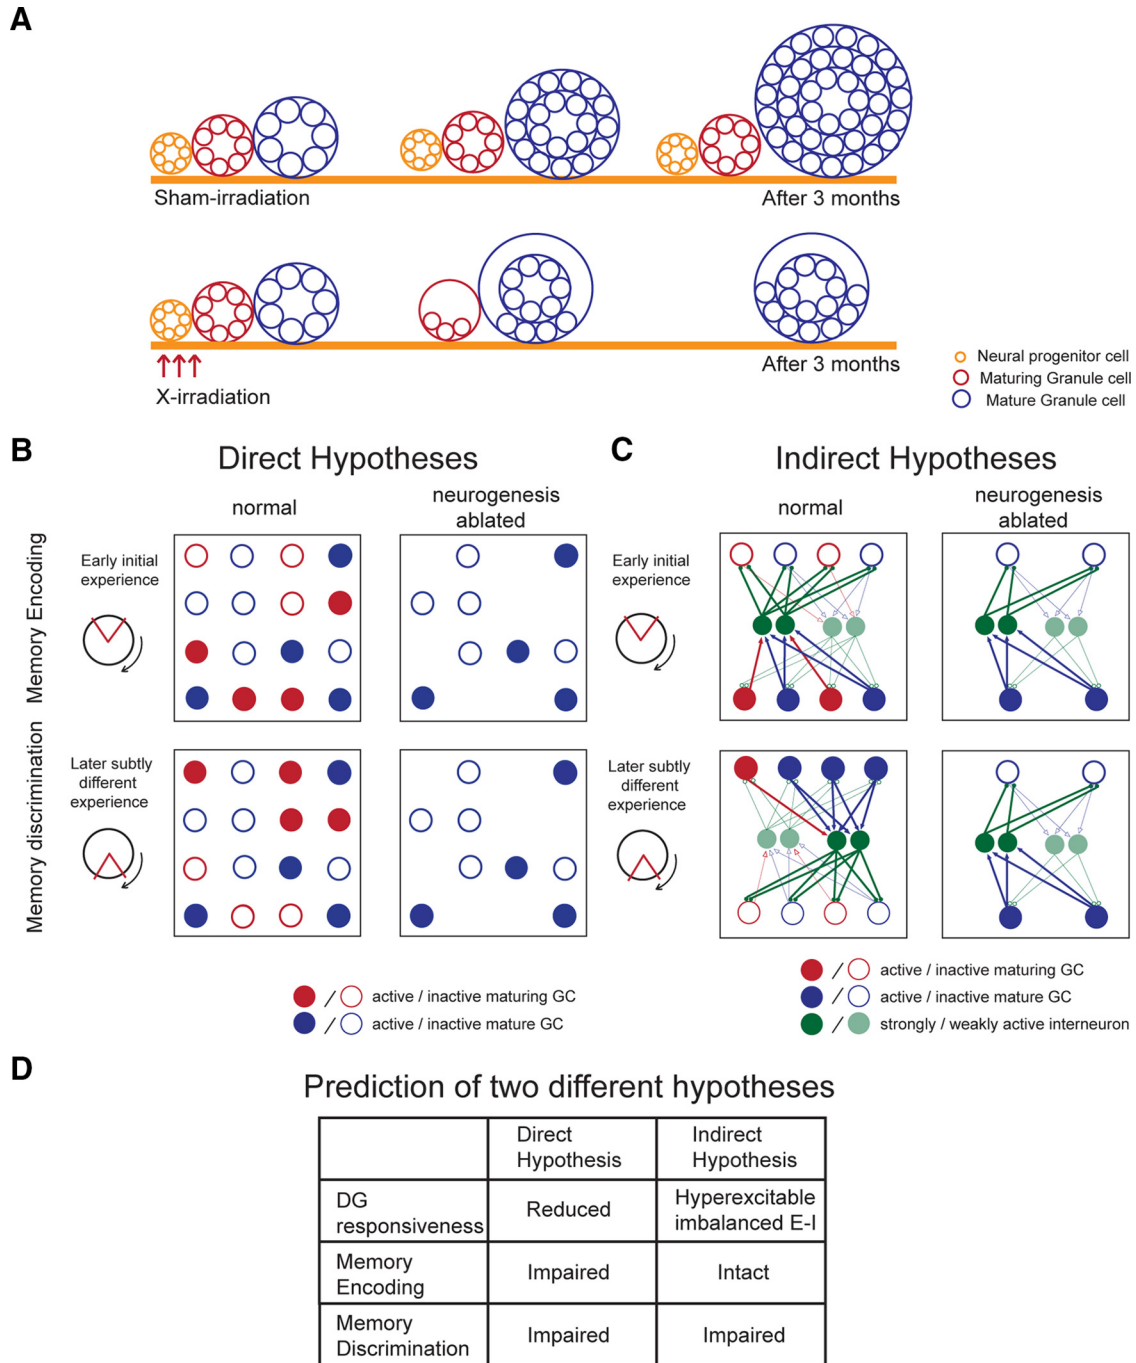 A
Sham-irradiation
After 3 months
X-irradiation
After 3 months
Neural progenitor cell
Maturing Granule cell
Mature Granule cell
B
Direct Hypotheses
normal
neurogenesis
ablated
Memory Encoding
Early initial
experience
Memory discrimination
Later subtly
different
experience
/ active / inactive maturing GC
/ active / inactive mature GC
C
Indirect Hypotheses
normal
neurogenesis
ablated
Early initial
experience
Later subtly
different
experience
/ active / inactive maturing GC
/ active / inactive mature GC
/ strongly / weakly active interneuron
D
Prediction of two different hypotheses
Direct
Hypothesis
Indirect
Hypothesis
DG
responsiveness
Reduced
Hyperexcitable
imbalanced E-I
Memory
Encoding
Impaired
Intact
Memory
Discrimination
Impaired
Impaired